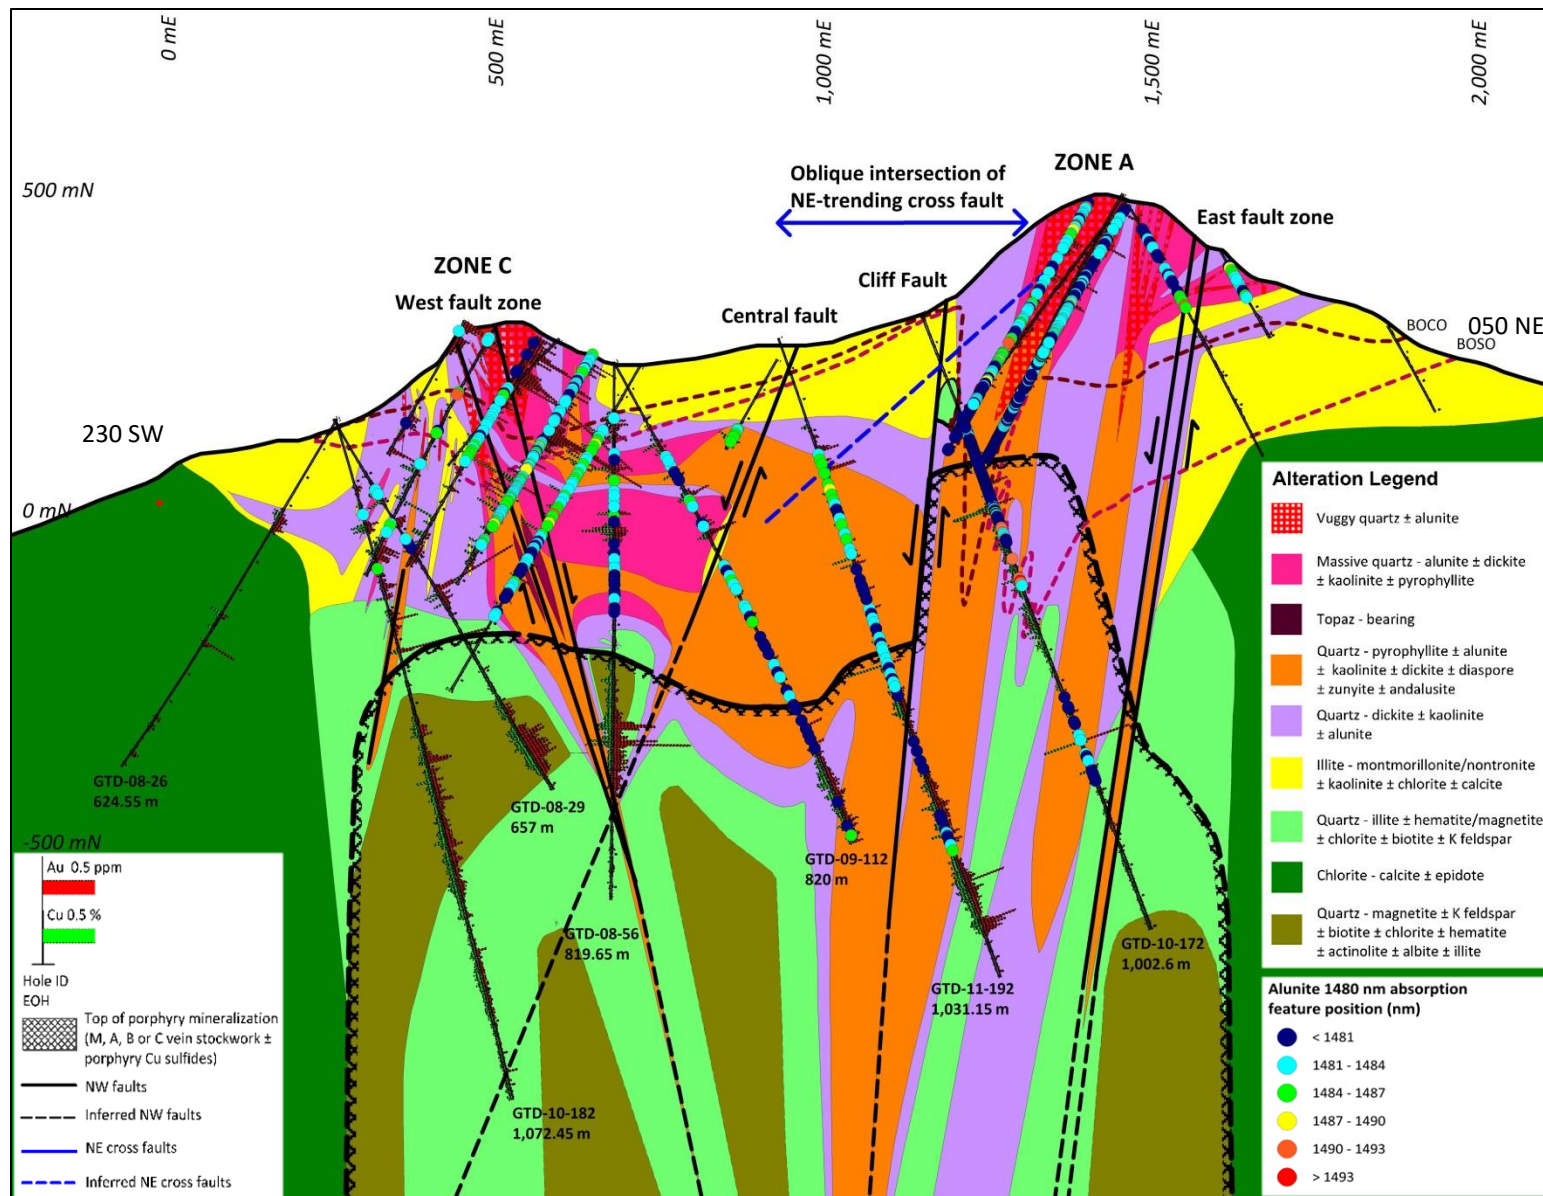 0 mE
500 mE
1,000 mE
1,500 mE
2,000 mE
500 mN
Oblique intersection of
NE-trending cross fault
ZONE A
East fault zone
ZONE C
West fault zone
Cliff Fault
Central fault
BOCO
050 NE
BOSO
230 SW
0 mN
-500 mN
GTD-08-26
624.55 m
GTD-08-29
657 m
GTD-09-112
820 m
GTD-08-56
819.65 m
GTD-11-192
1,031.15 m
GTD-10-172
1,002.6 m
GTD-10-182
1,072.45 m
Au 0.5 ppm
Cu 0.5 %
Hole ID
EOH
Top of porphyry mineralization
(M, A, B or C vein stockwork ±
porphyry Cu sulfides)
NW faults
Inferred NW faults
NE cross faults
Inferred NE cross faults
Alteration Legend
Vuggy quartz ± alunite
Massive quartz - alunite ± dickite
± kaolinite ± pyrophyllite
Topaz - bearing
Quartz - pyrophyllite ± alunite
± kaolinite ± dickite ± diaspore
± zunyite ± andalusite
Quartz - dickite ± kaolinite
± alunite
Illite - montmorillonite/nontronite
± kaolinite ± chlorite ± calcite
Quartz - illite ± hematite/magnetite
± chlorite ± biotite ± K feldspar
Chlorite - calcite ± epidote
Quartz - magnetite ± K feldspar
± biotite ± chlorite ± hematite
± actinolite ± albite ± illite
Alunite 1480 nm absorption
feature position (nm)
< 1481
1481 - 1484
1484 - 1487
1487 - 1490
1490 - 1493
> 1493